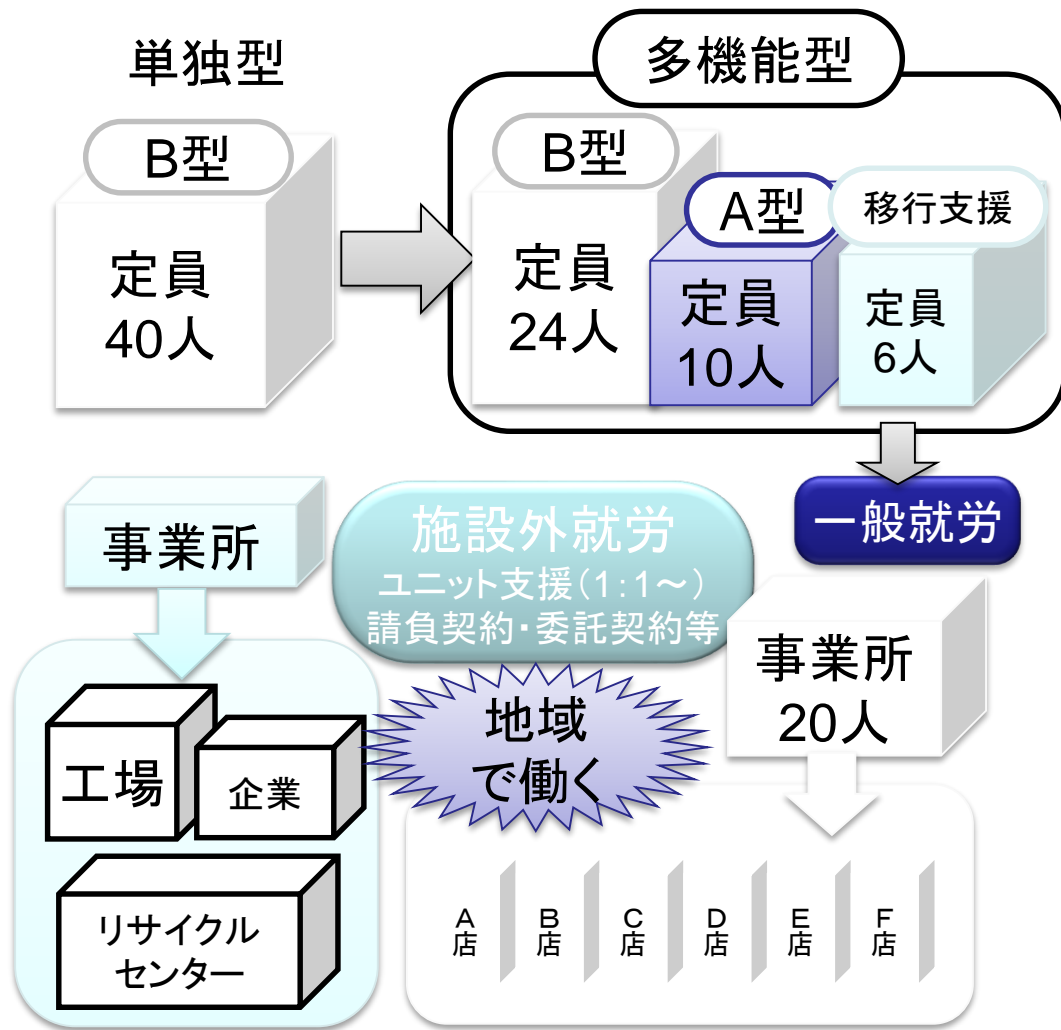 単独型
多機能型
B型
定員
40人
B型
定員
24人
A型
定員
10人
移行支援
定員
6人
一般就労
事業所
施設外就労
ユニット支援(1:1~)
請負契約・委託契約等
事業所
20人
地域
で働く
工場
企業
リサイクル
センター
A
店
B
店
C
店
D
店
E
店
F
店